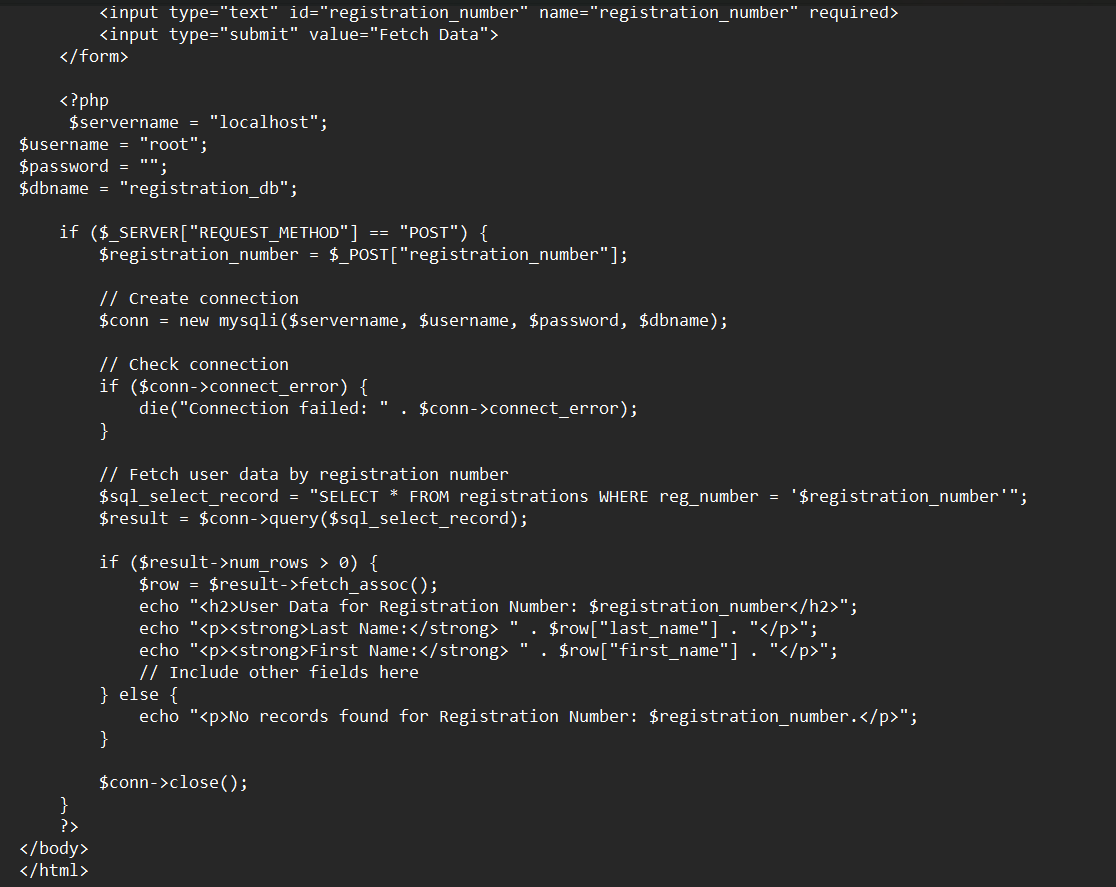 <input type="text" id="registration_number" name="registration_number" required>
<input type="submit" value="Fetch Data">
</form>
<?php
$servername = "localhost";
$username = "root";
$password = "";
$dbname = "registration_db";
if ($_SERVER["REQUEST_METHOD"] == "POST") {
$registration_number = $_POST["registration_number"];
// Create connection
$conn = new mysqli($servername, $username, $password, $dbname);
// Check connection
if ($conn->connect_error) {
die("Connection failed: " . $conn->connect_error);
}
// Fetch user data by registration number
$sql_select_record = "SELECT * FROM registrations WHERE reg_number = '$registration_number'";
$result = $conn->query($sql_select_record);
if ($result->num_rows > 0) {
$row = $result->fetch_assoc();
echo "<h2>User Data for Registration Number: $registration_number</h2>";
echo "<p><strong>Last Name:</strong> " . $row["last_name"] . "</p>";
echo "<p><strong>First Name:</strong> " . $row["first_name"] . "</p>";
// Include other fields here
} else {
echo "<p>No records found for Registration Number: $registration_number.</p>";
}
$conn->close();
}
?>
</body>
</html>